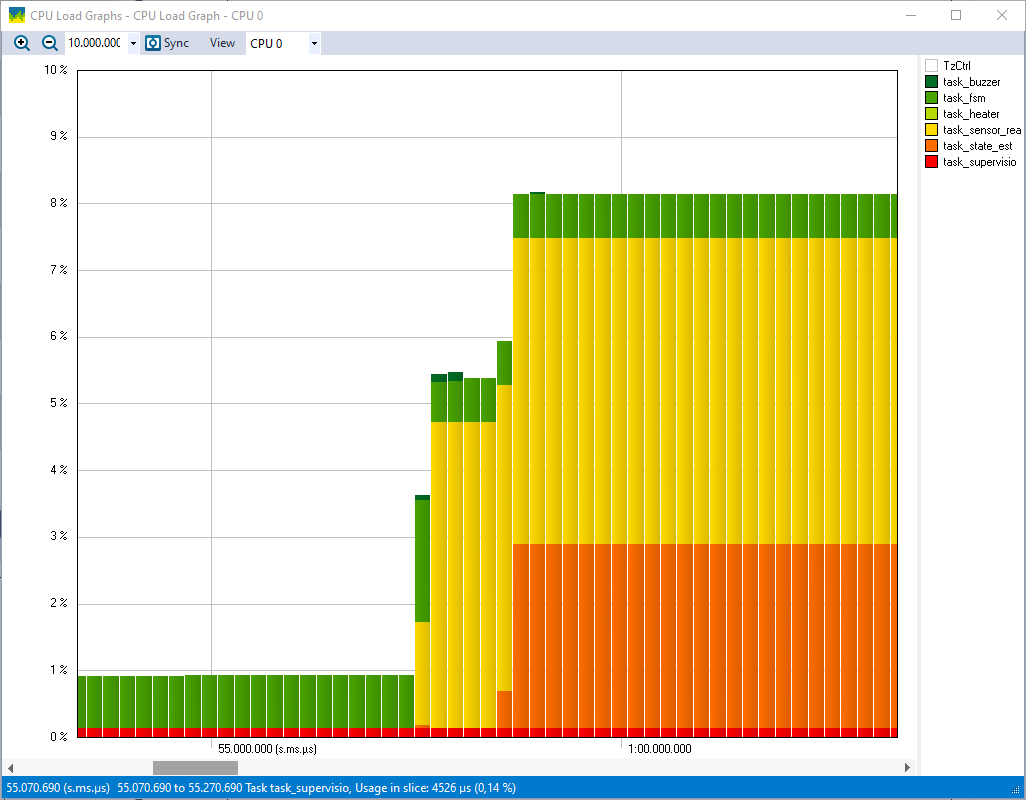 CPU Load Graphs - CPU Load Graph - CPU 0
10.000.000 Sync View CPU 0
10 %
9 %
8 %
7 %
6 %
5 %
4 %
3 %
2 %
1 %
0 %
55.000.000 (s.ms.µs) 1:00.000.000
TzCtrl
task_buzzer
task_fsm
task_heater
task_sensor_rea
task_state_est
task_supervisio
55.070.690 (s.ms.µs) 55.070.690 to 55.270.690 Task task_supervisio, Usage in slice: 4526 µs (0,14 %)